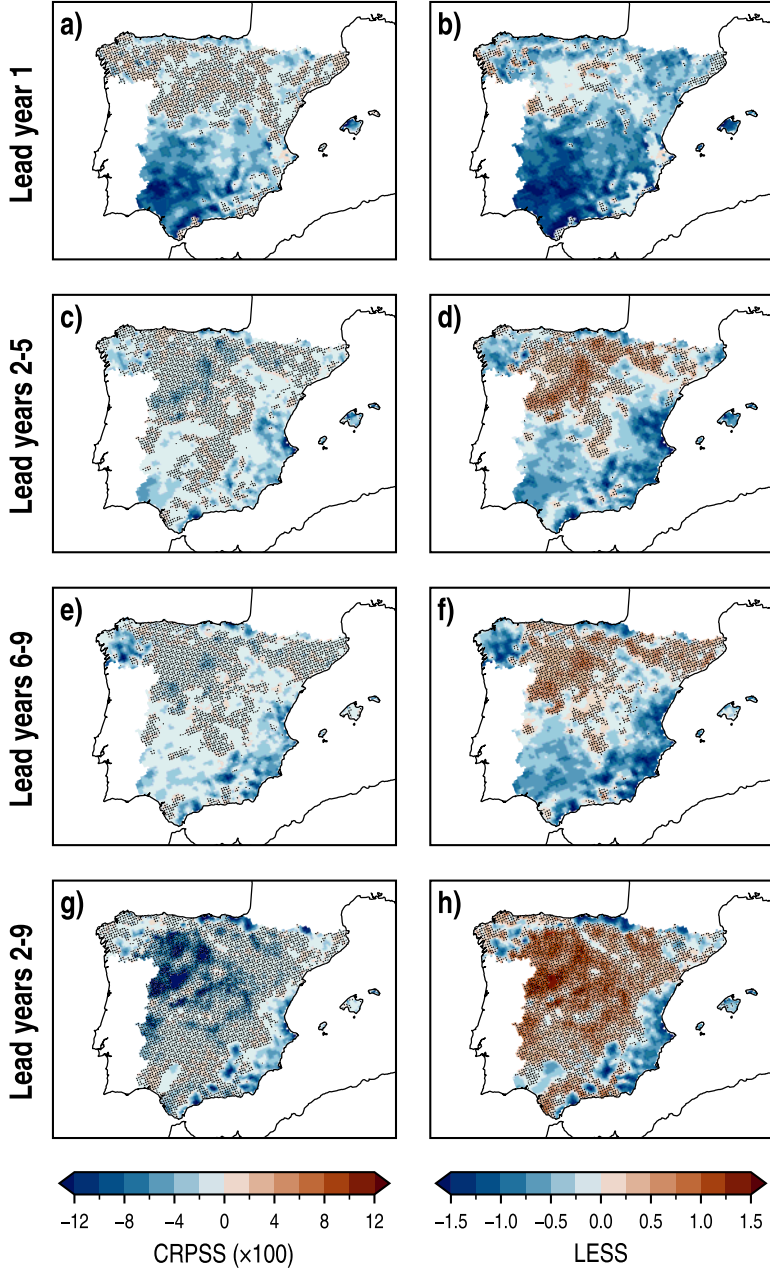 a)
b)
Lead year 1
c)
d)
Lead years 2-5
e)
f)
Lead years 6-9
g)
h)
Lead years 2-9
−12 −8 −4 0 4 8 12
CRPSS (×100)
−1.5 −1.0 −0.5 0.0 0.5 1.0 1.5
LESS